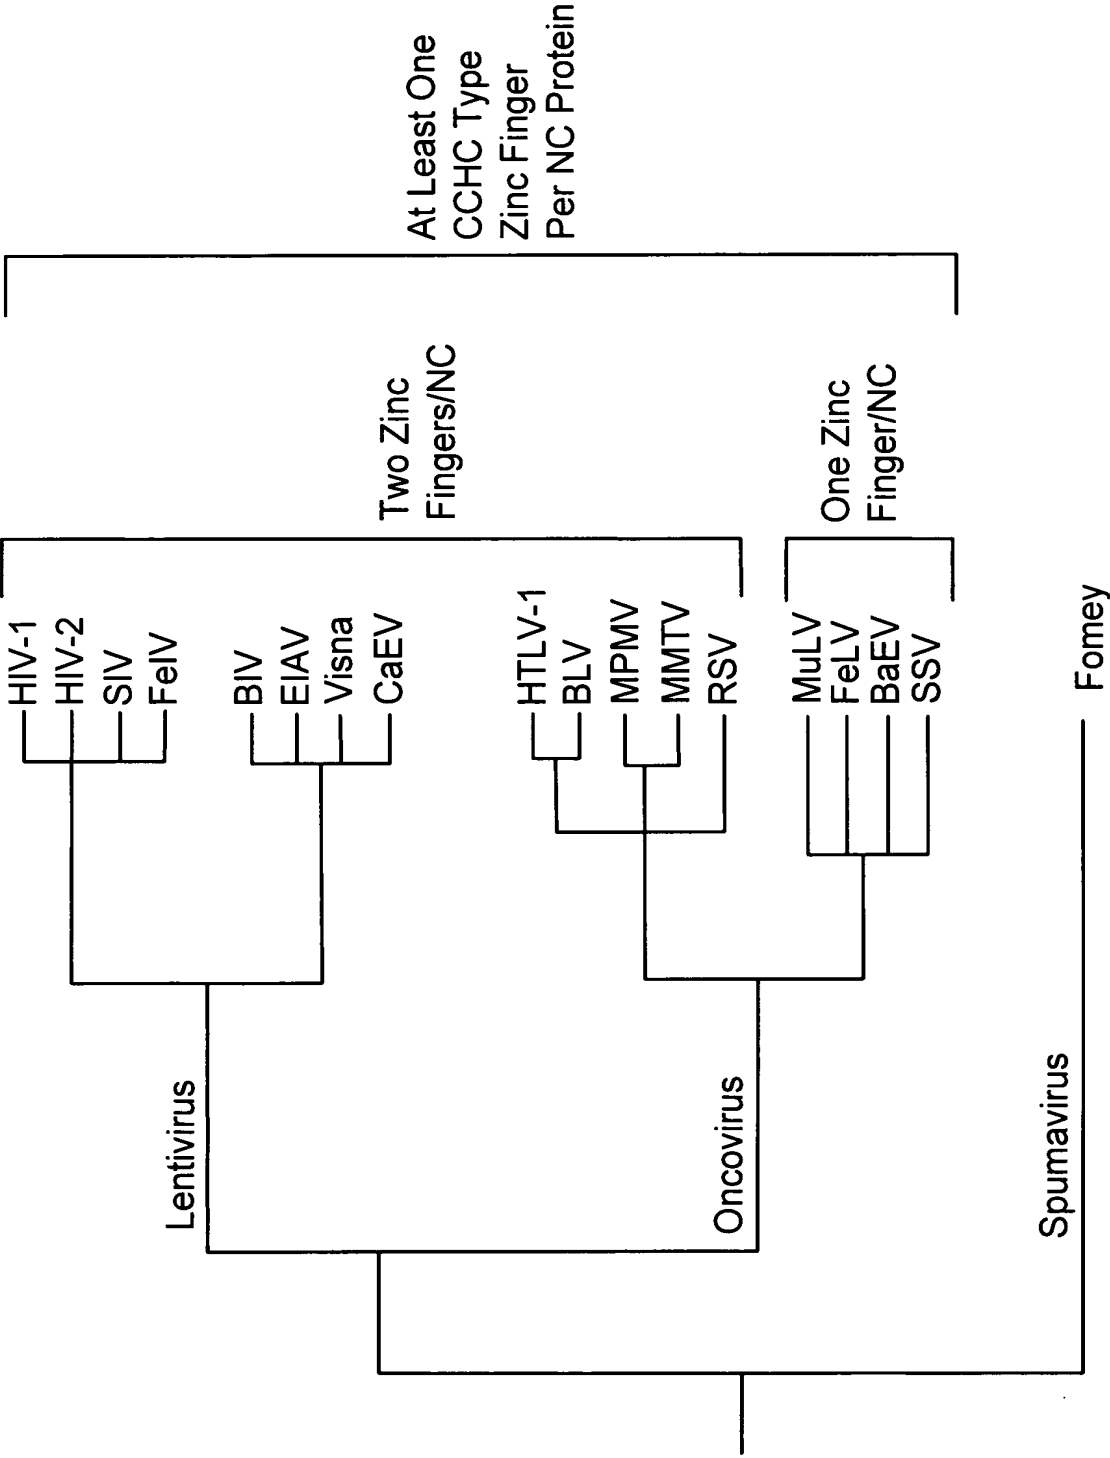 HIV-1
HIV-2
SIV
FeIV
BIV
EIAV
Visna
CaEV
HTLV-1
BLV
MPMV
MMTV
RSV
MuLV
FeLV
BaEV
SSV
Fomey
Lentivirus
Oncovirus
Spumavirus
Two Zinc
Fingers/NC
One Zinc
Finger/NC
At Least One
CCHC Type
Zinc Finger
Per NC Protein